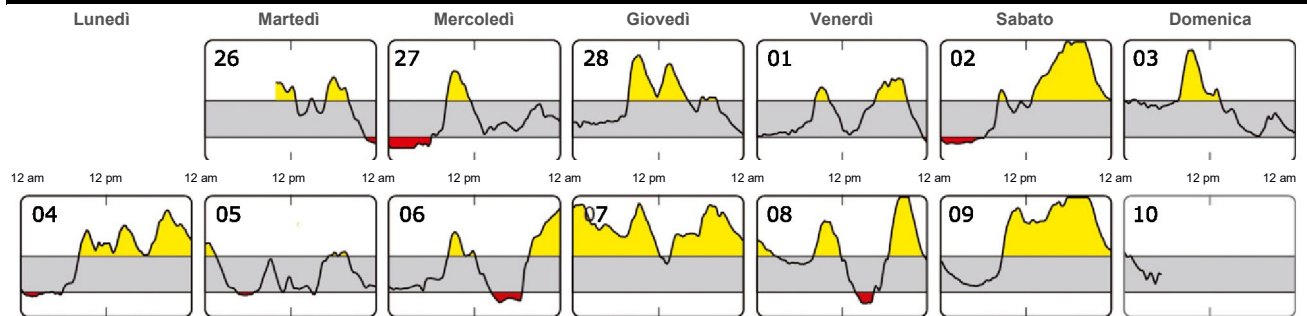 Lunedì Martedì Mercoledì Giovedì Venerdì Sabato Domenica
26 27 28 01 02 03
12 am 12 pm 12 am 12 pm 12 am 12 pm 12 am 12 pm 12 am 12 pm 12 am 12 pm 12 am 12 pm 12 am
04 05 06 07 08 09 10